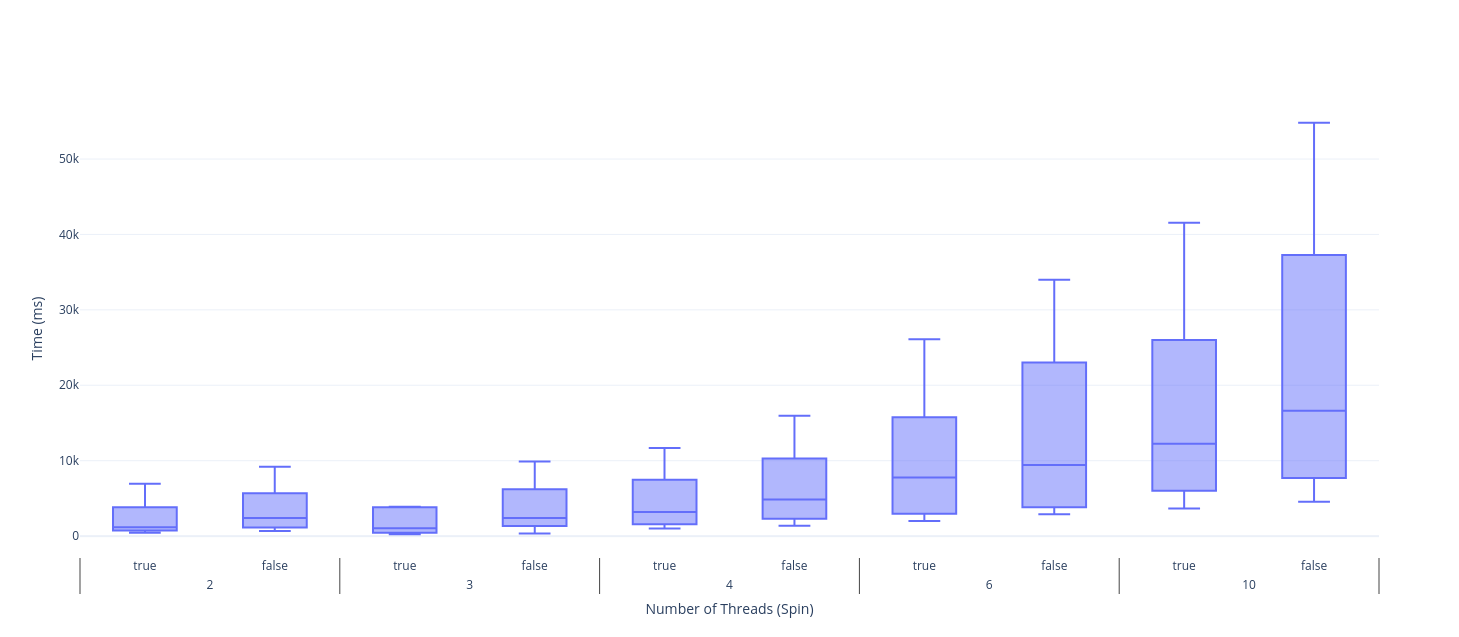 50k
40k
30k
20k
10k
0
Time (ms)
true false true false true false true false true false
2 3 4 6 10
Number of Threads (Spin)